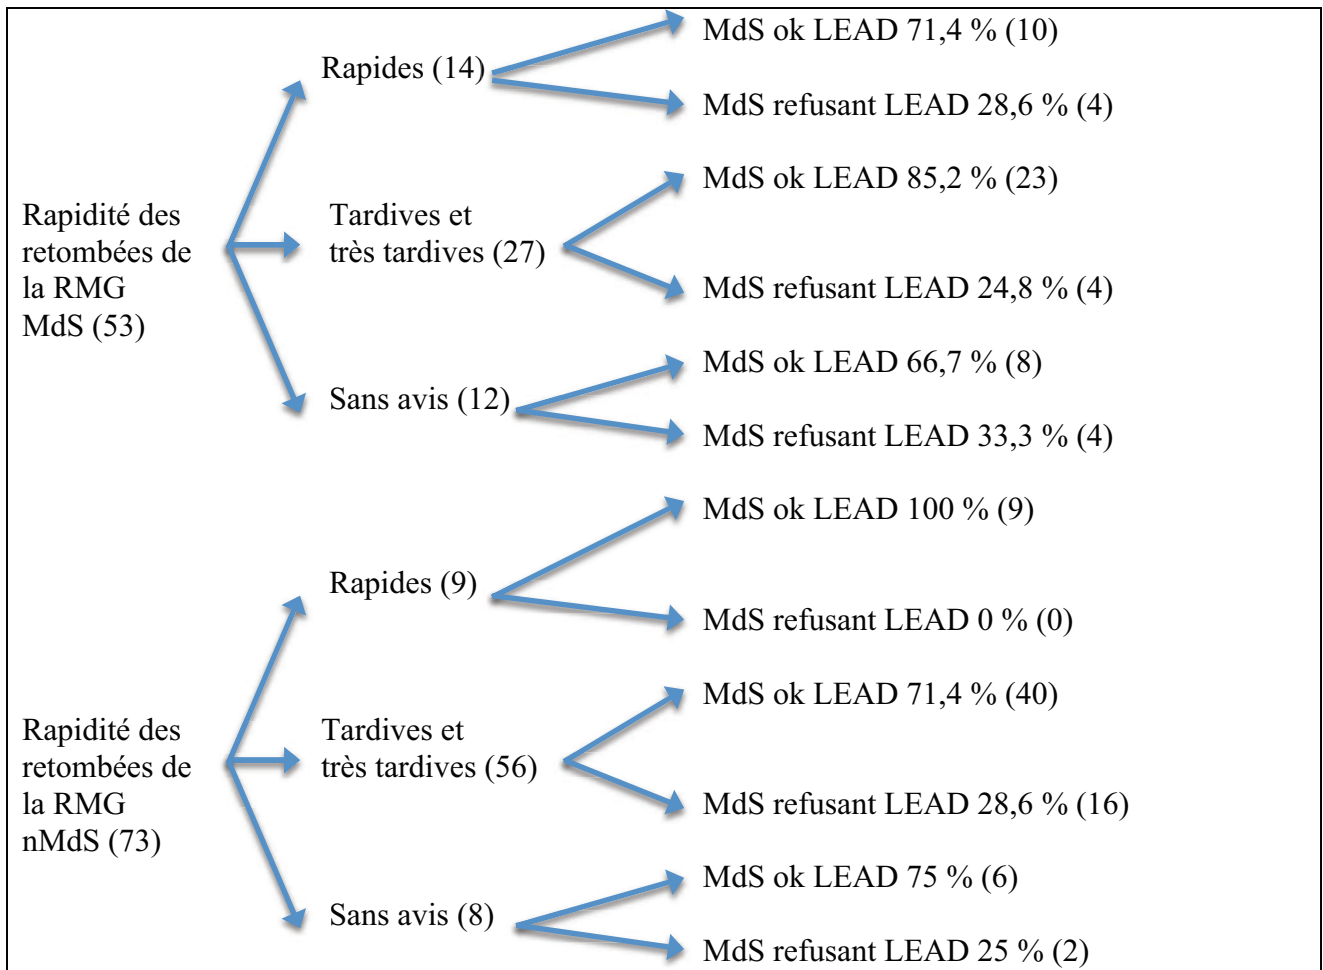 Rapidité des
retombées de
la RMG
MdS (53)
Rapides (14)
MdS ok LEAD 71,4 % (10)
MdS refusant LEAD 28,6 % (4)
Tardives et
très tardives (27)
MdS ok LEAD 85,2 % (23)
MdS refusant LEAD 24,8 % (4)
Sans avis (12)
MdS ok LEAD 66,7 % (8)
MdS refusant LEAD 33,3 % (4)
Rapidité des
retombées de
la RMG
nMdS (73)
Rapides (9)
MdS ok LEAD 100 % (9)
MdS refusant LEAD 0 % (0)
Tardives et
très tardives (56)
MdS ok LEAD 71,4 % (40)
MdS refusant LEAD 28,6 % (16)
Sans avis (8)
MdS ok LEAD 75 % (6)
MdS refusant LEAD 25 % (2)